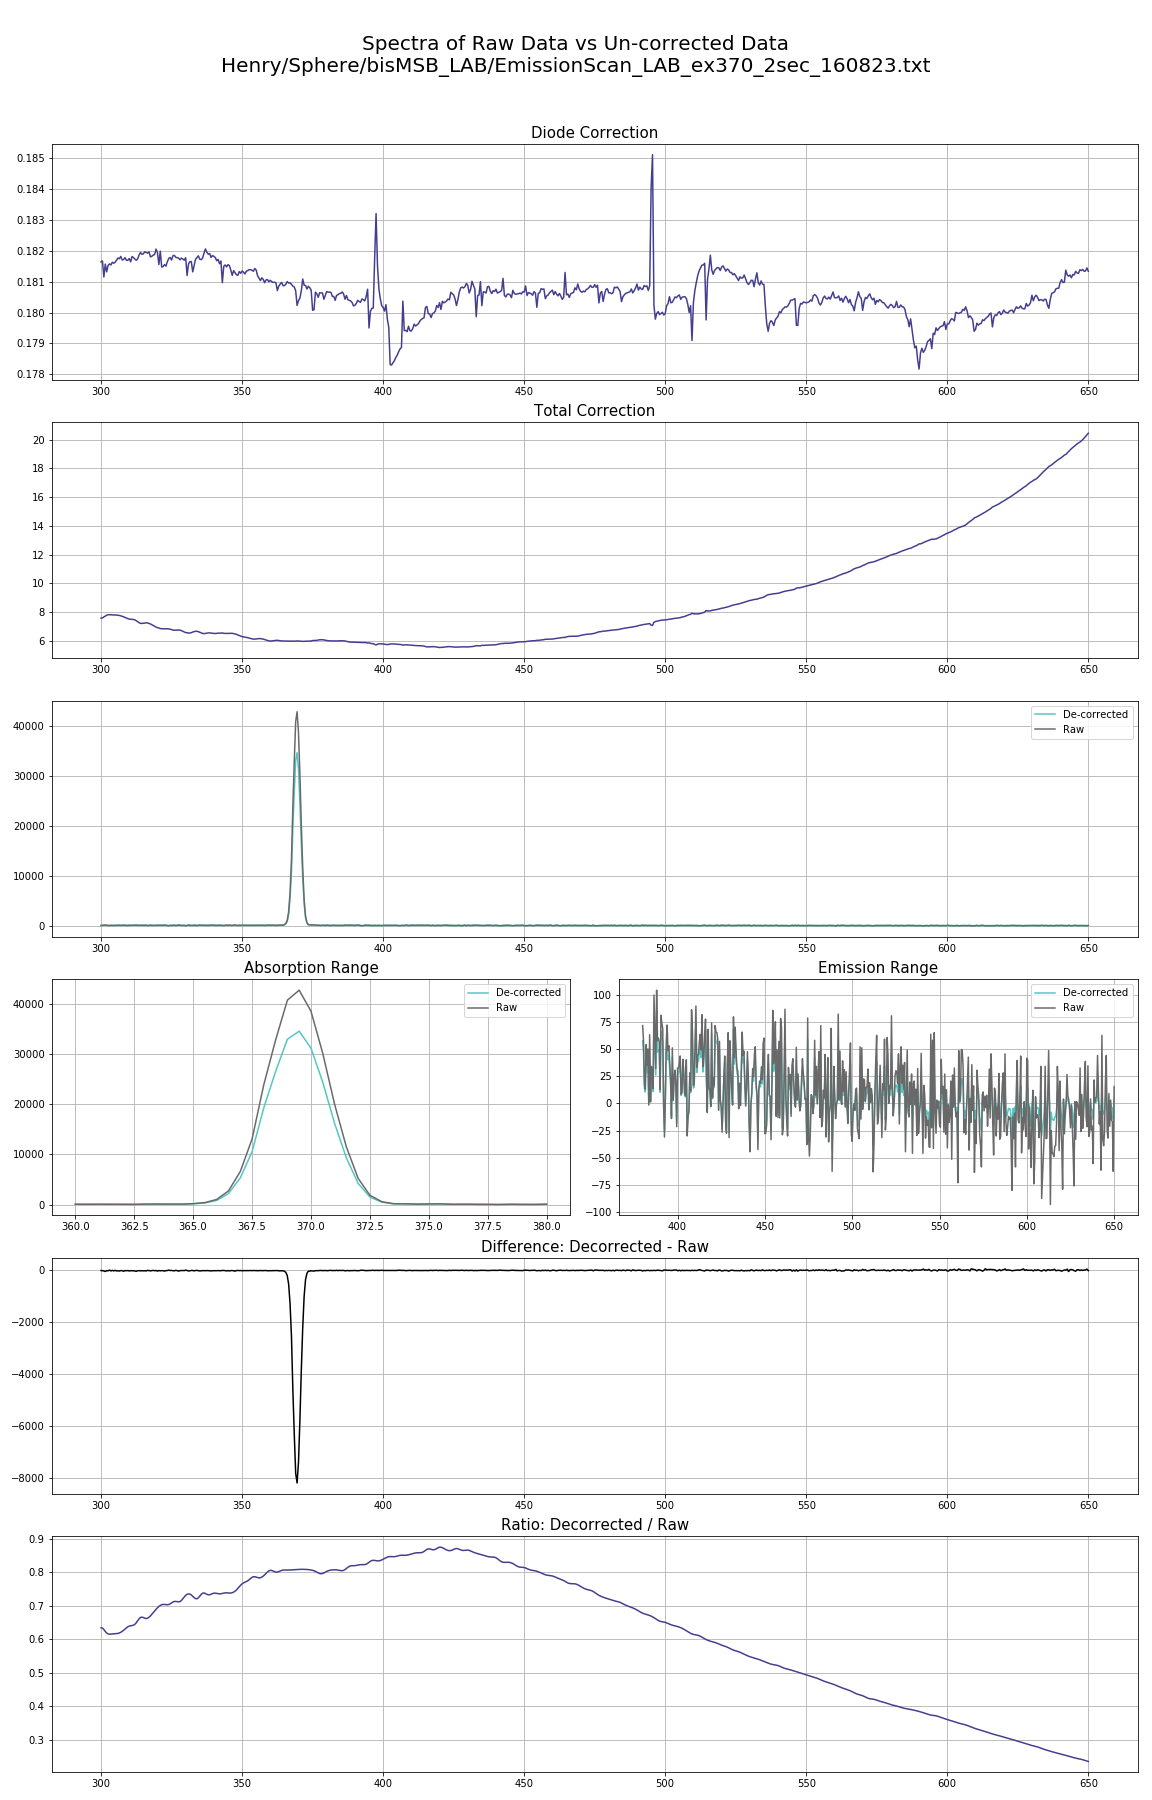 Spectra of Raw Data vs Un-corrected Data
Henry/Sphere/bisMSB_LAB/EmissionScan_LAB_ex370_2sec_160823.txt
Diode Correction
0.185
0.184
0.183
0.182
0.181
0.180
0.179
0.178
300 350 400 450 500 550 600 650
Total Correction
20
18
16
14
12
10
8
6
300 350 400 450 500 550 600 650
De-corrected
Raw
40000
30000
20000
10000
0
300 350 400 450 500 550 600 650
Absorption Range
De-corrected
Raw
40000
30000
20000
10000
0
360.0 362.5 365.0 367.5 370.0 372.5 375.0 377.5 380.0
Emission Range
De-corrected
Raw
100
75
50
25
0
−25
−50
−75
−100
400 450 500 550 600 650
Difference: Decorrected - Raw
0
−2000
−4000
−6000
−8000
300 350 400 450 500 550 600 650
Ratio: Decorrected / Raw
0.9
0.8
0.7
0.6
0.5
0.4
0.3
300 350 400 450 500 550 600 650